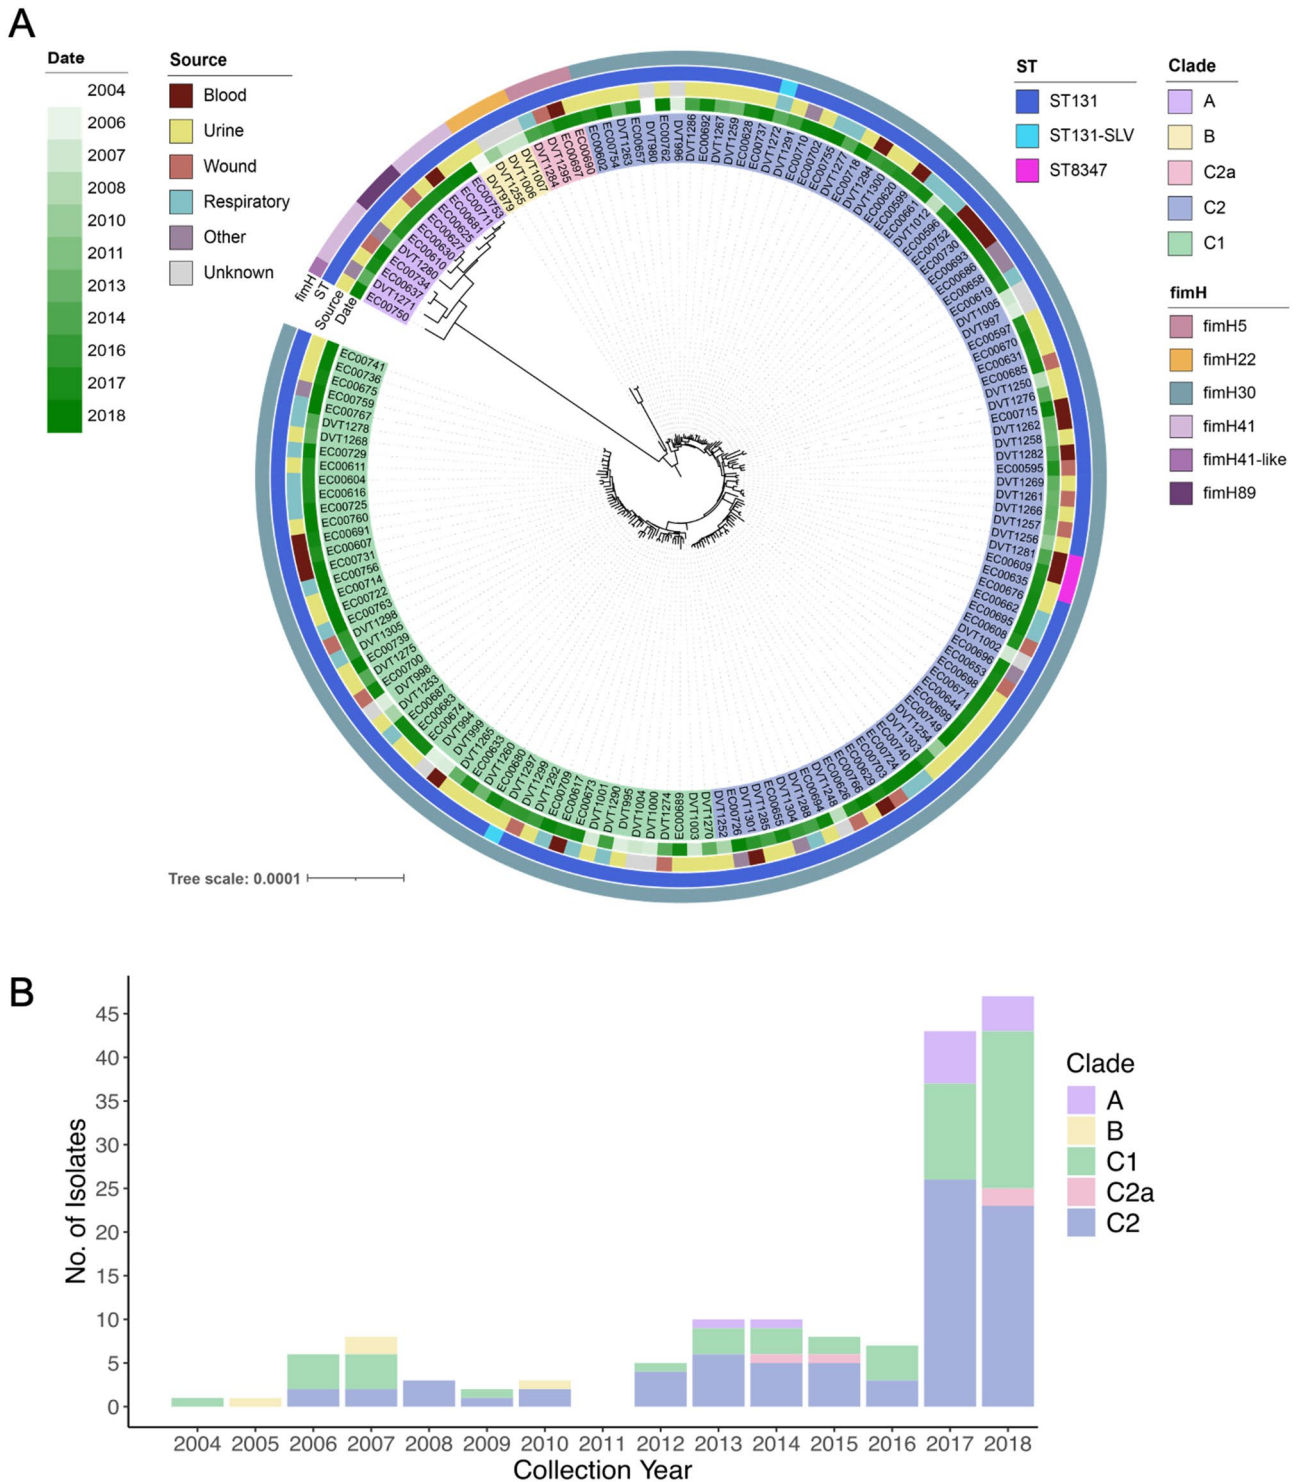 A
Date
2004
2006
2007
2008
2010
2011
2013
2014
2016
2017
2018
Source
Blood
Urine
Wound
Respiratory
Other
Unknown
ST
ST131
ST131-SLV
ST8347
Clade
A
B
C2a
C2
C1
fimH
fimH5
fimH22
fimH30
fimH41
fimH41-like
fimH89
fimH
ST
Source
Date
EC00750
DVT1271
EC00637
EC00734
DVT1280
EC00610
EC00630
EC00627
EC00625
EC00681
EC00711
EC00753
DVT979
DVT1255
DVT1006
DVT1007
DVT1284
DVT1295
EC00697
EC00690
EC00602
EC00754
DVT1263
EC00657
DVT980
EC00762
DVT996
DVT1286
EC00692
DVT1267
DVT1259
EC00628
EC00737
DVT1272
DVT1291
EC00710
EC00702
EC00755
DVT1277
EC00718
DVT1294
DVT1300
EC00620
EC00599
EC00661
DVT1012
EC00596
EC00752
EC00730
EC00693
EC00686
EC00658
EC00619
DVT1005
DVT997
EC00597
EC00670
EC00631
EC00685
DVT1250
DVT1276
EC00715
DVT1262
DVT1258
DVT1282
EC00595
DVT1269
DVT1261
DVT1266
DVT1257
DVT1256
DVT1281
EC00609
EC00635
EC00676
EC00662
EC00695
EC00608
DVT1002
EC00696
EC00653
EC00698
EC00671
EC00644
EC00699
EC00749
DVT1254
DVT1303
EC00740
EC00724
EC00703
EC00629
EC00766
EC00626
DVT1248
EC00694
DVT1288
DVT1304
EC00655
DVT1285
DVT1301
EC00726
DVT1252
DVT1270
DVT1003
EC00689
DVT1274
DVT1000
DVT1004
DVT995
DVT1290
DVT1001
EC00673
EC00617
EC00709
DVT1292
DVT1299
DVT1297
EC00680
DVT1260
EC00633
DVT1265
DVT999
DVT994
EC00674
EC00683
EC00687
DVT1253
DVT998
EC00700
DVT1275
EC00739
DVT1305
DVT1298
EC00763
EC00722
EC00714
EC00756
EC00731
EC00607
EC00691
EC00760
EC00725
EC00616
EC00604
EC00611
EC00729
DVT1268
DVT1278
EC00767
EC00759
EC00675
EC00736
EC00741
Tree scale: 0.0001
B
No. of Isolates
45
40
35
30
25
20
15
10
5
0
2004 2005 2006 2007 2008 2009 2010 2011 2012 2013 2014 2015 2016 2017 2018
Collection Year
Clade
A
B
C1
C2a
C2